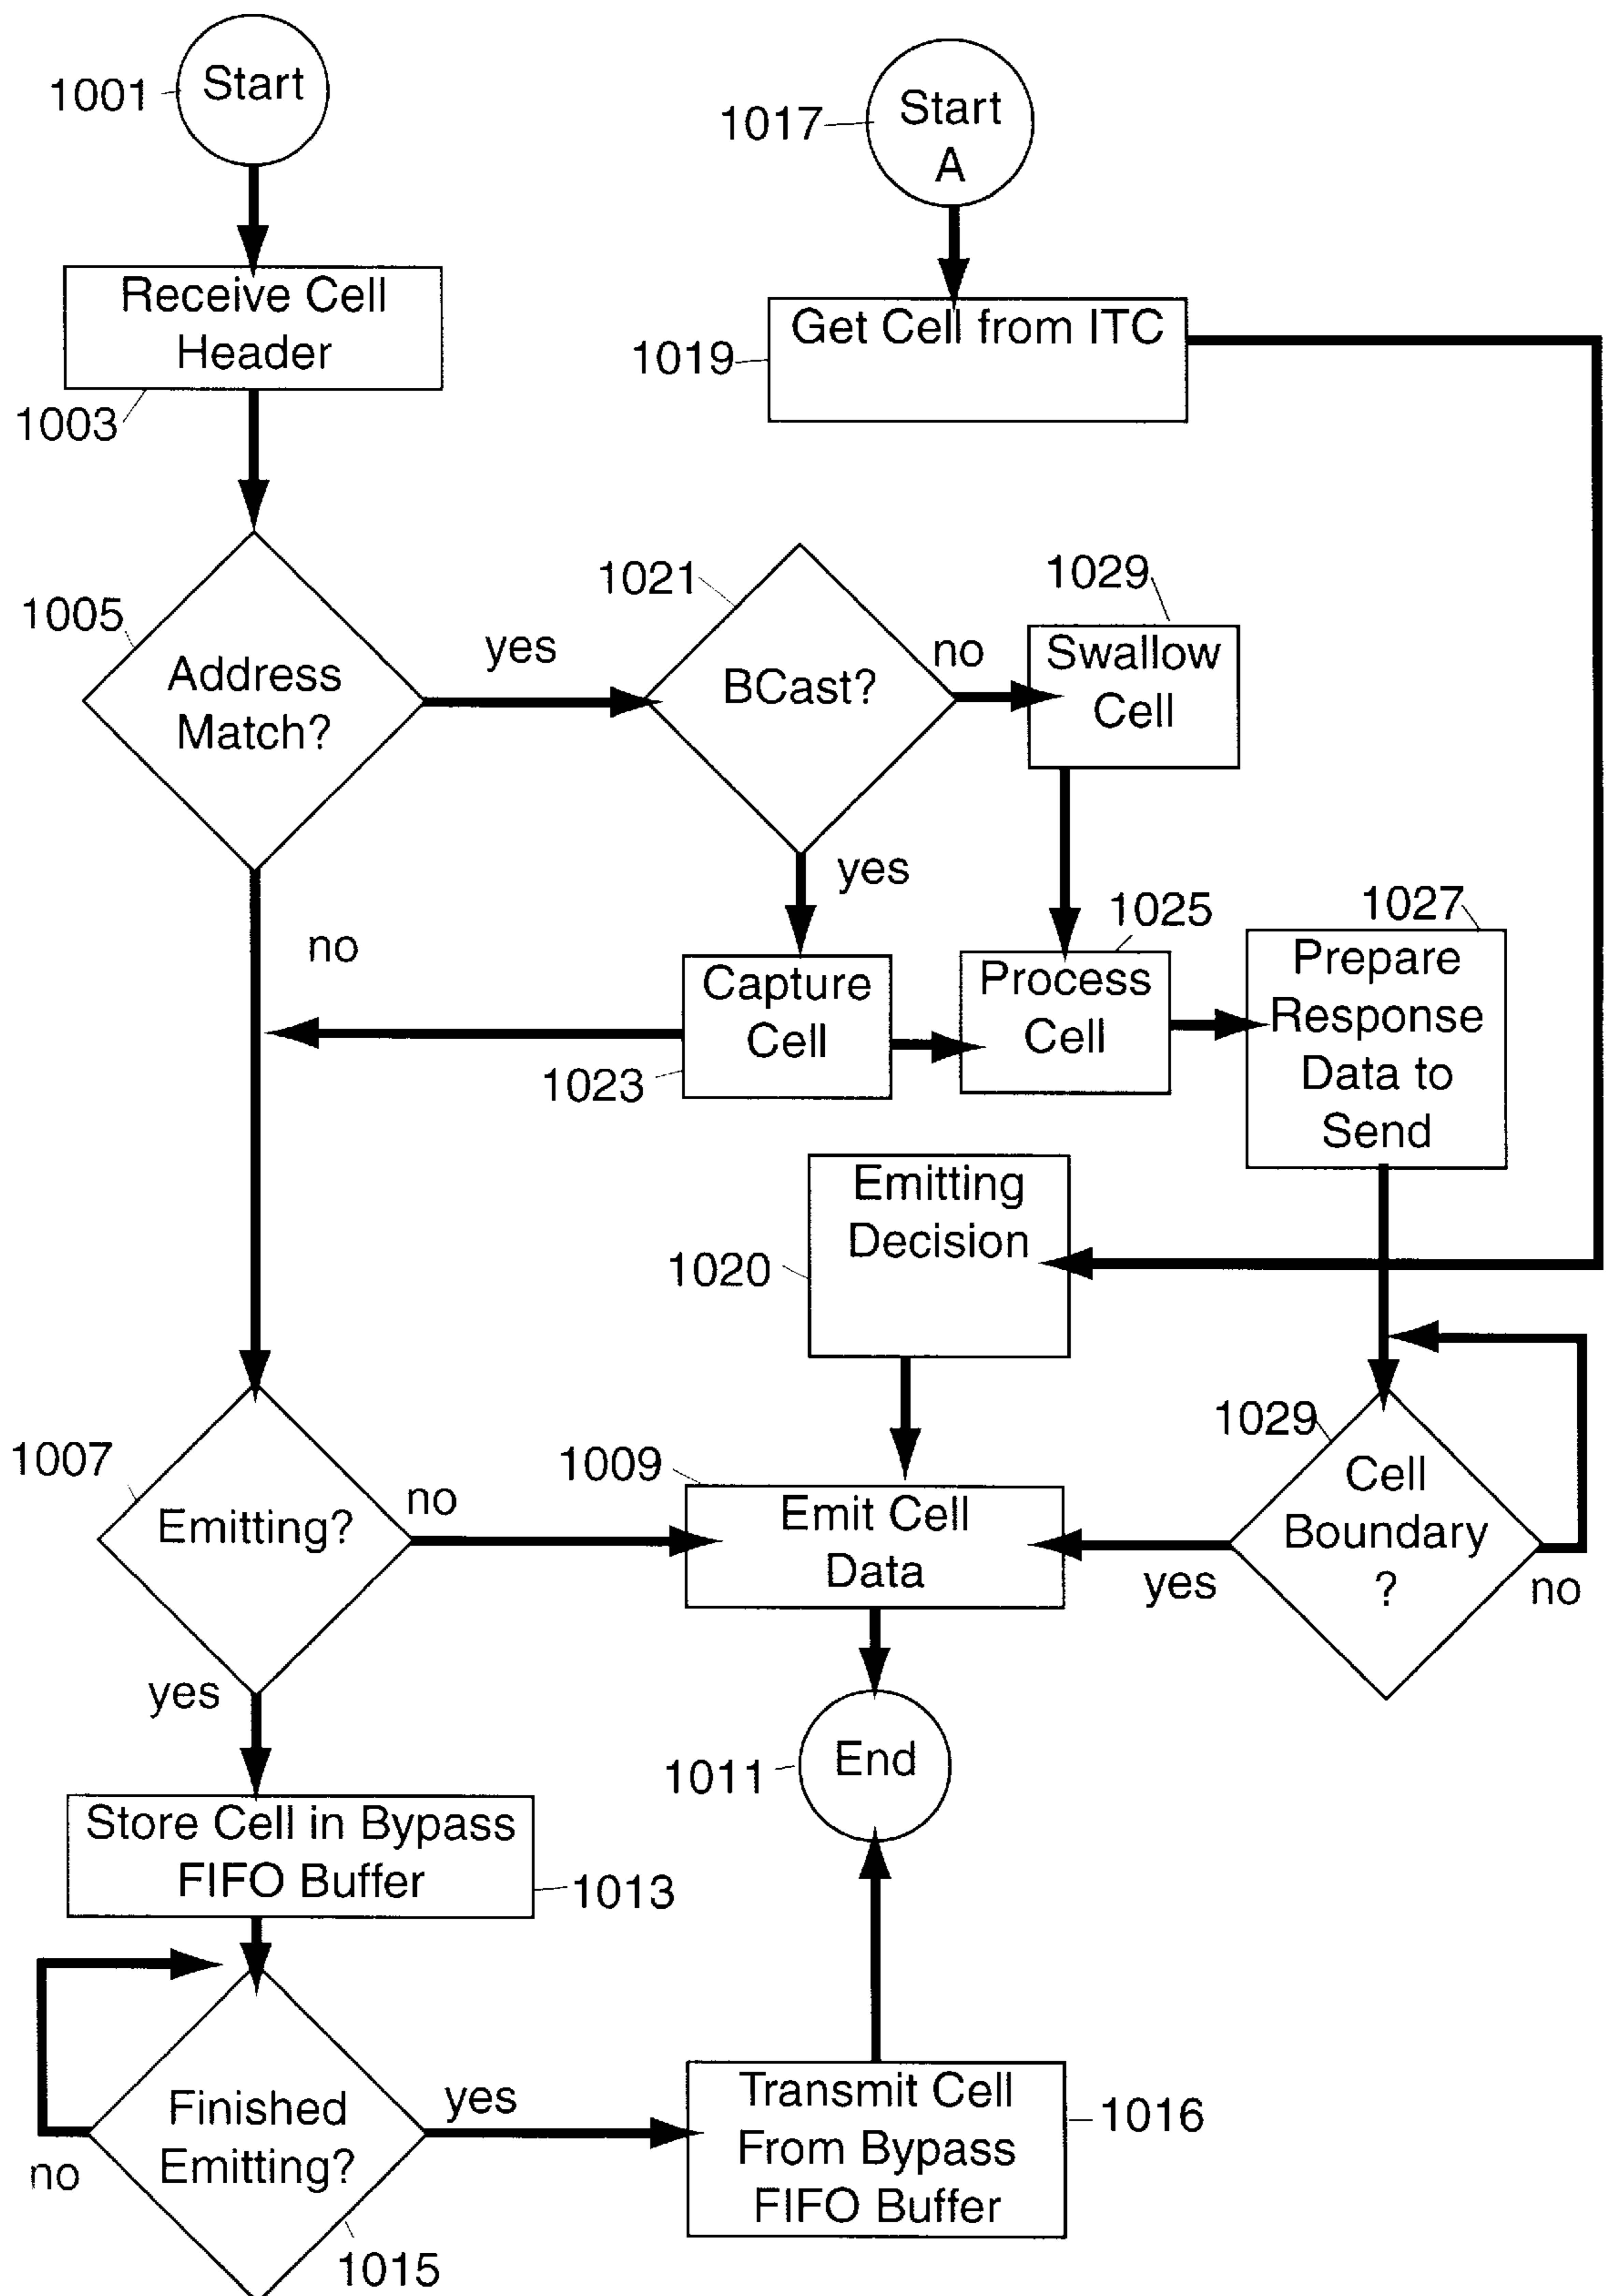 1001
Start
1017
Start
A
Receive Cell
Header
1003
Get Cell from ITC
1019
1005
Address
Match?
yes
1021
BCast?
no
1029
Swallow
Cell
yes
no
Capture
Cell
1023
1025
Process
Cell
1027
Prepare
Response
Data to
Send
Emitting
Decision
1020
1007
Emitting?
no
1009
Emit Cell
Data
1029
Cell
Boundary
?
yes
no
yes
1011
End
Store Cell in Bypass
FIFO Buffer
1013
Finished
Emitting?
yes
no
1015
Transmit Cell
From Bypass
FIFO Buffer
1016